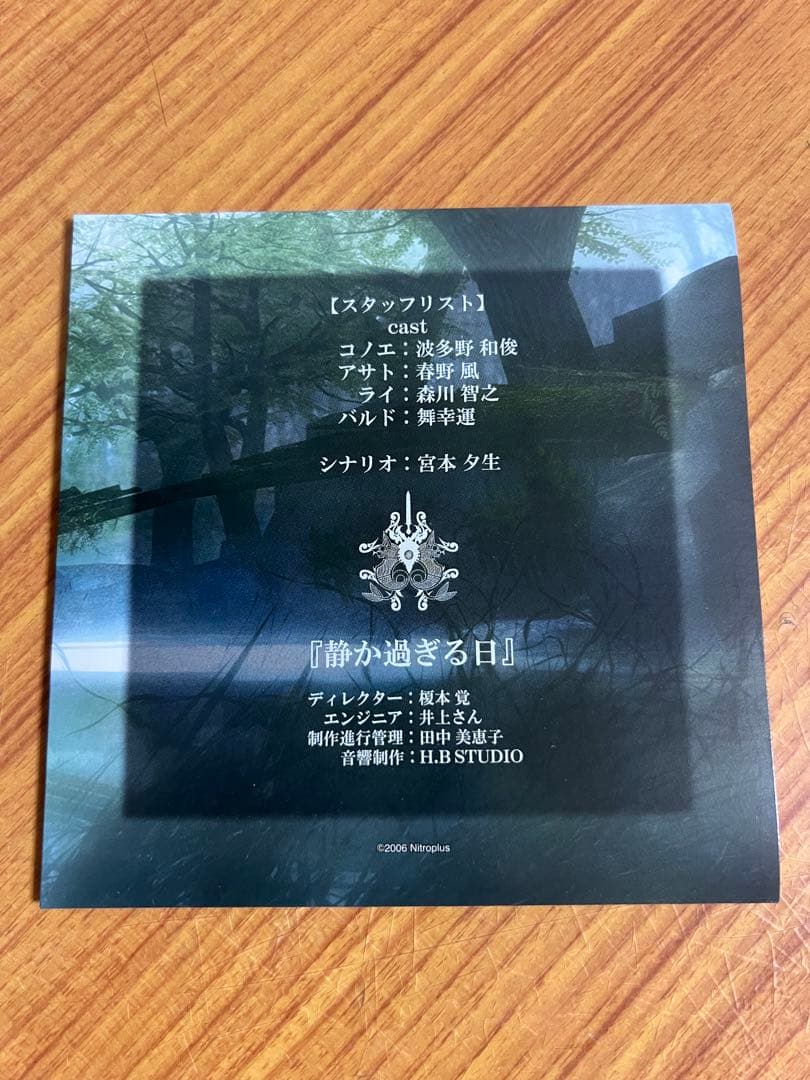 【スタッフリスト】
cast
コノエ：波多野 和俊
アサト：春野 風
ライ：森川 智之
バルド：舞幸運
シナリオ：宮本 夕生
『静か過ぎる日』
ディレクター：榎本 覚
エンジニア：井上さん
制作進行管理：田中 美恵子
音響制作：H.B STUDIO
©2006 Nitroplus